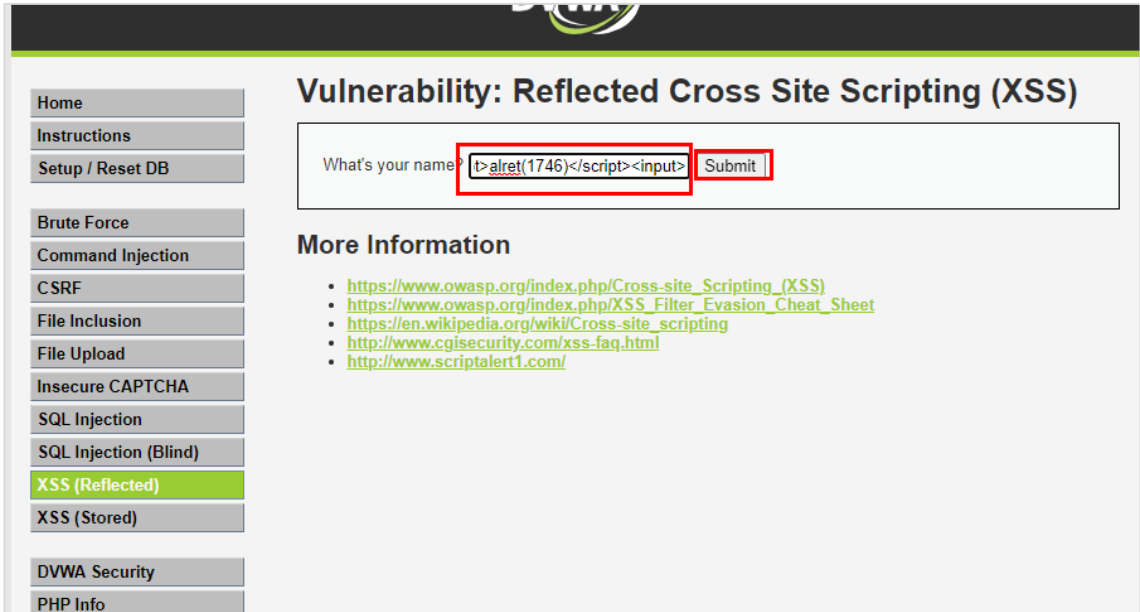 DVWA
Home
Instructions
Setup / Reset DB
Brute Force
Command Injection
CSRF
File Inclusion
File Upload
Insecure CAPTCHA
SQL Injection
SQL Injection (Blind)
XSS (Reflected)
XSS (Stored)
DVWA Security
PHP Info
Vulnerability: Reflected Cross Site Scripting (XSS)
What's your name? t>alret(1746)</script><input> Submit
More Information
https://www.owasp.org/index.php/Cross-site_Scripting_(XSS)
https://www.owasp.org/index.php/XSS_Filter_Evasion_Cheat_Sheet
https://en.wikipedia.org/wiki/Cross-site_scripting
http://www.cgisecurity.com/xss-faq.html
http://www.scriptalert1.com/